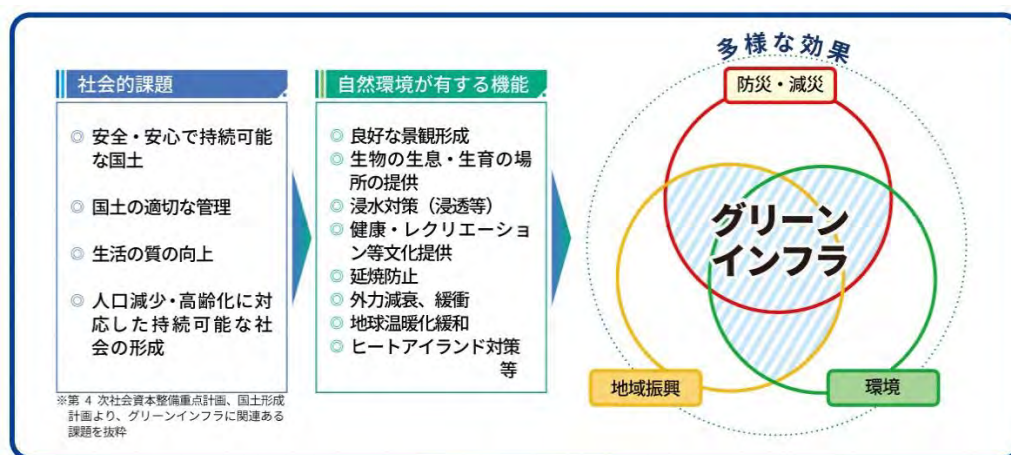 社会的課題
◎ 安全・安心で持続可能
な国土
◎ 国土の適切な管理
◎ 生活の質の向上
◎ 人口減少・高齢化に対
応した持続可能な社
会の形成
※第 4 次社会資本整備重点計画、国土形成
計画より、グリーンインフラに関連ある
課題を抜粋
自然環境が有する機能
◎ 良好な景観形成
◎ 生物の生息・生育の場
所の提供
◎ 浸水対策（浸透等）
◎ 健康・レクリエーショ
ン等文化提供
◎ 延焼防止
◎ 外力減衰、緩衝
◎ 地球温暖化緩和
◎ ヒートアイランド対策
等
多様な効果
防災・減災
グリーン
インフラ
地域振興
環境